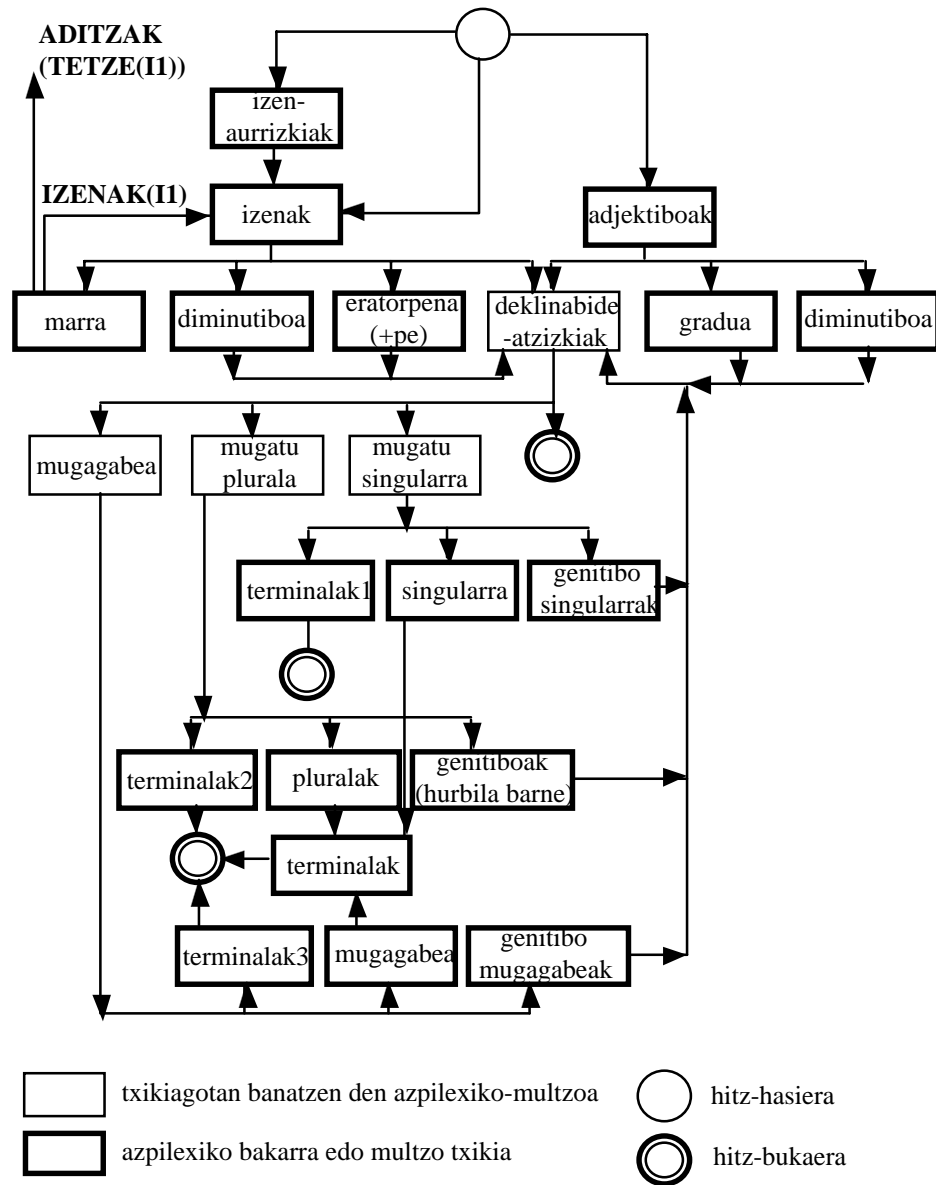 ADITZAK
(TETZE(I1))
izen-
aurrizkiak
IZENAK(I1)
izenak
adjektiboak
marra
diminutiboa
eratorpena
(+pe)
deklinabide
-atzizkiak
gradua
diminutiboa
mugagabea
mugatu
plurala
mugatu
singularra
terminalak1
singularra
genitibo
singularrak
terminalak2
pluralak
genitiboak
(hurbila barne)
terminalak
terminalak3
mugagabea
genitibo
mugagabeak
txikiagotan banatzen den azpilexiko-multzoa
hitz-hasiera
azpilexiko bakarra edo multzo txikia
hitz-bukaera